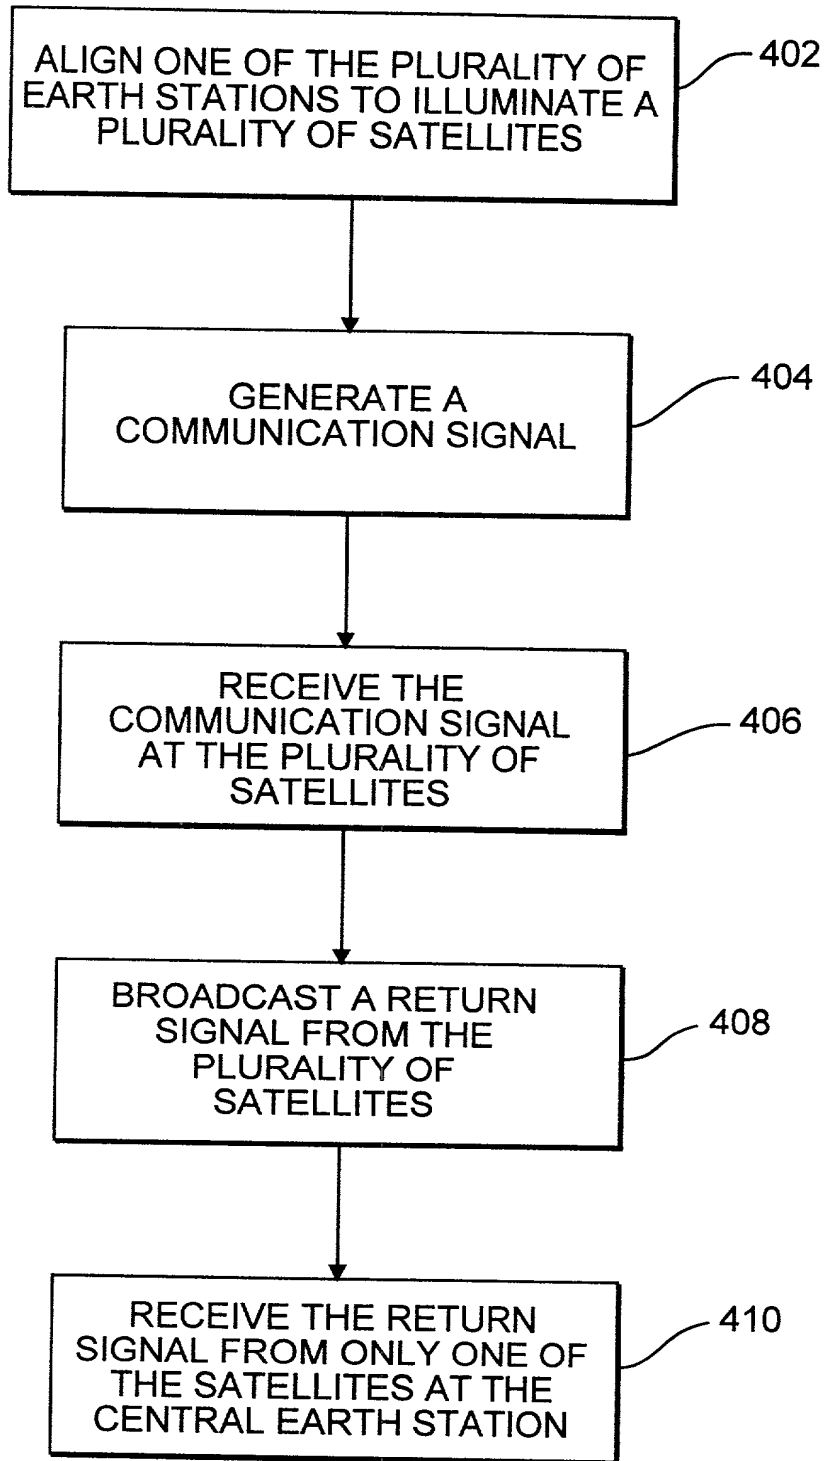 ALIGN ONE OF THE PLURALITY OF
EARTH STATIONS TO ILLUMINATE A
PLURALITY OF SATELLITES
402
GENERATE A
COMMUNICATION SIGNAL
404
RECEIVE THE
COMMUNICATION SIGNAL
AT THE PLURALITY OF
SATELLITES
406
BROADCAST A RETURN
SIGNAL FROM THE
PLURALITY OF
SATELLITES
408
RECEIVE THE RETURN
SIGNAL FROM ONLY ONE OF
THE SATELLITES AT THE
CENTRAL EARTH STATION
410